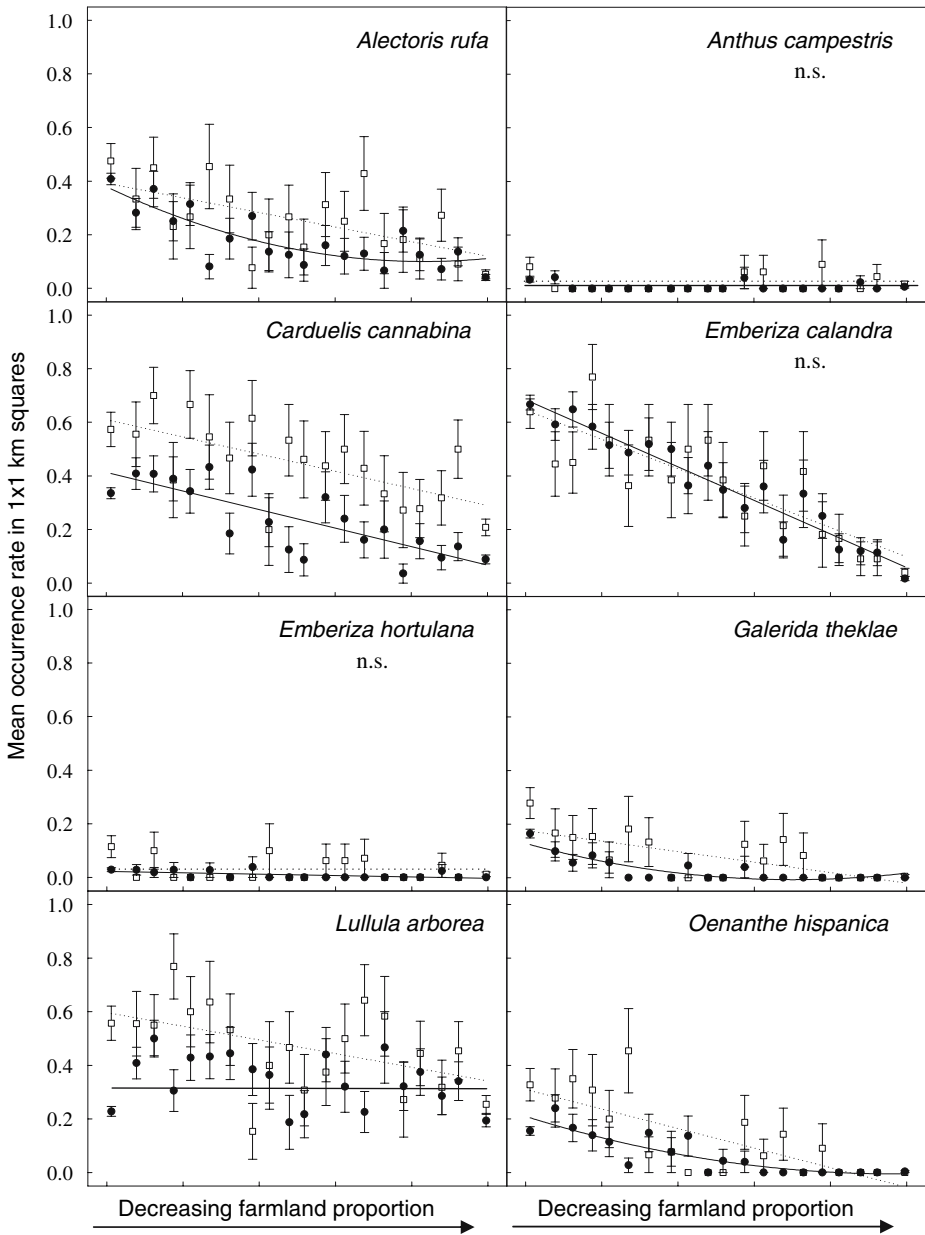 Mean occurrence rate in 1x1 km squares
1.0
0.8
0.6
0.4
0.2
0.0
Alectoris rufa
Anthus campestris
n.s.
1.0
0.8
0.6
0.4
0.2
0.0
Carduelis cannabina
Emberiza calandra
n.s.
1.0
0.8
0.6
0.4
0.2
0.0
Emberiza hortulana
n.s.
Galerida theklae
1.0
0.8
0.6
0.4
0.2
0.0
Lullula arborea
Oenanthe hispanica
Decreasing farmland proportion
Decreasing farmland proportion